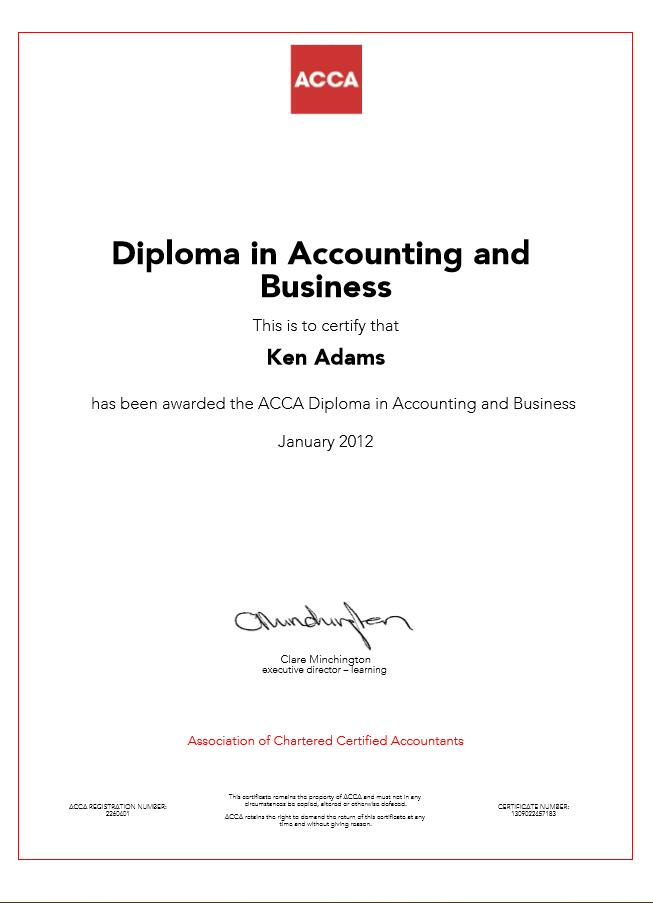 ACCA
Diploma in Accounting and
Business
This is to certify that
Ken Adams
has been awarded the ACCA Diploma in Accounting and Business
January 2012
Clare Minchington
executive director – learning
Association of Chartered Certified Accountants
ACCA REGISTRATION NUMBER:
2260401
This certificate remains the property of ACCA and must not in any
circumstances be copied, altered or otherwise defaced.
ACCA retains the right to demand the return of this certificate at any
time and without giving reason.
CERTIFICATE NUMBER:
1309022457183